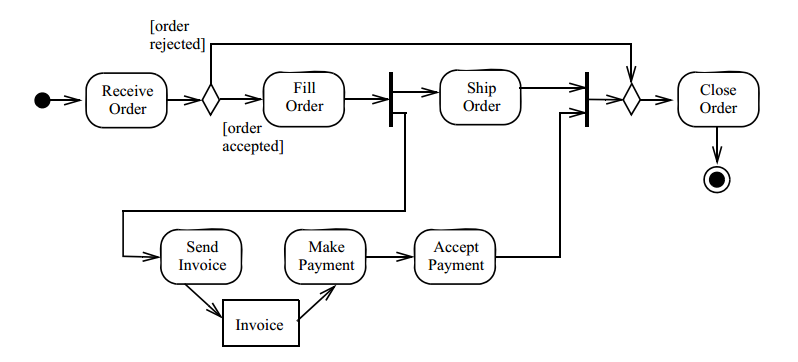 [order
rejected]
Receive
Order
Fill
Order
Ship
Order
Close
Order
[order
accepted]
Send
Invoice
Make
Payment
Accept
Payment
Invoice